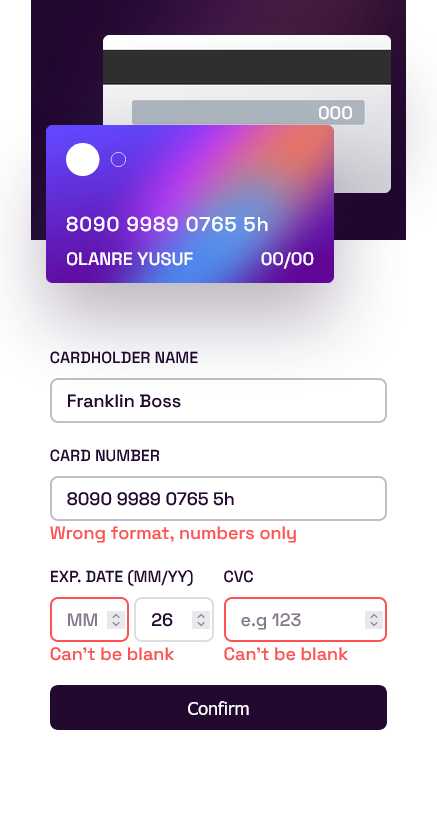 000
8090 9989 0765 5h
OLANRE YUSUF 00/00
CARDHOLDER NAME
Franklin Boss
CARD NUMBER
8090 9989 0765 5h
Wrong format, numbers only
EXP. DATE (MM/YY) CVC
MM 26 e.g 123
Can't be blank Can't be blank
Confirm